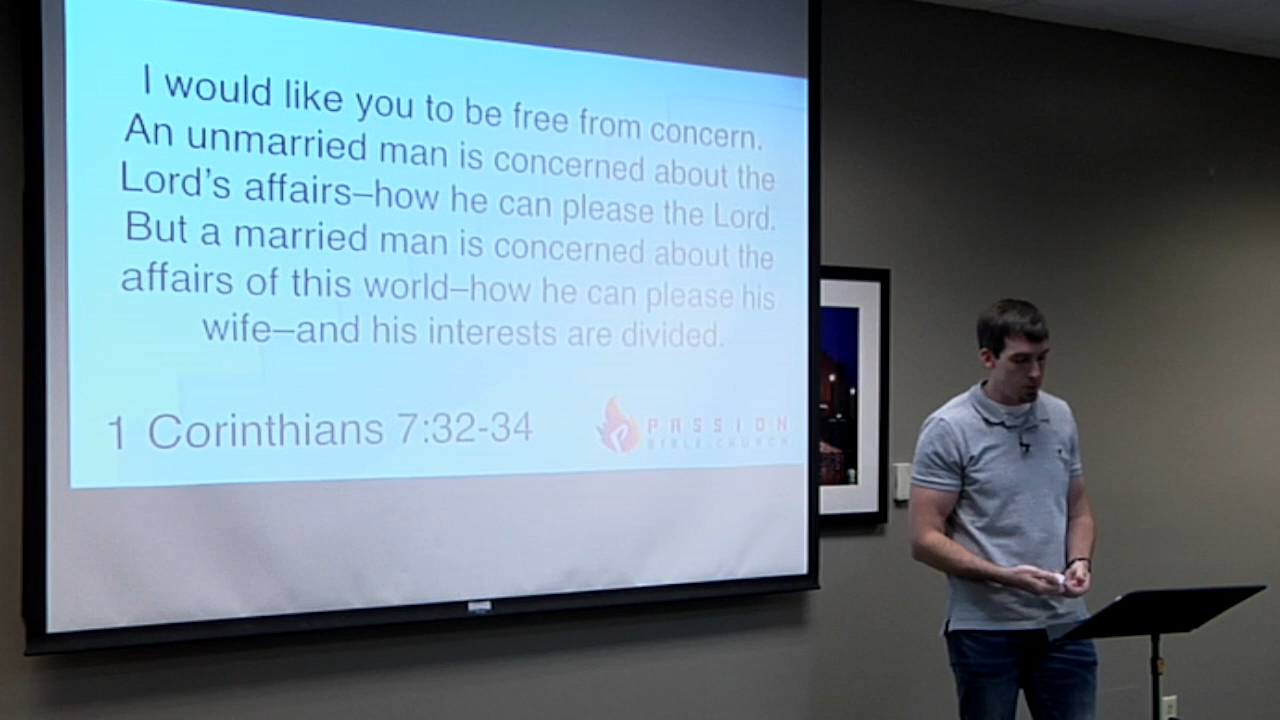 I would like you to be free from concern.
An unmarried man is concerned about the
Lord's affairs–how he can please the Lord.
But a married man is concerned about the
affairs of this world–how he can please his
wife–and his interests are divided.
1 Corinthians 7:32-34
PASSION
BIBLE CHURCH